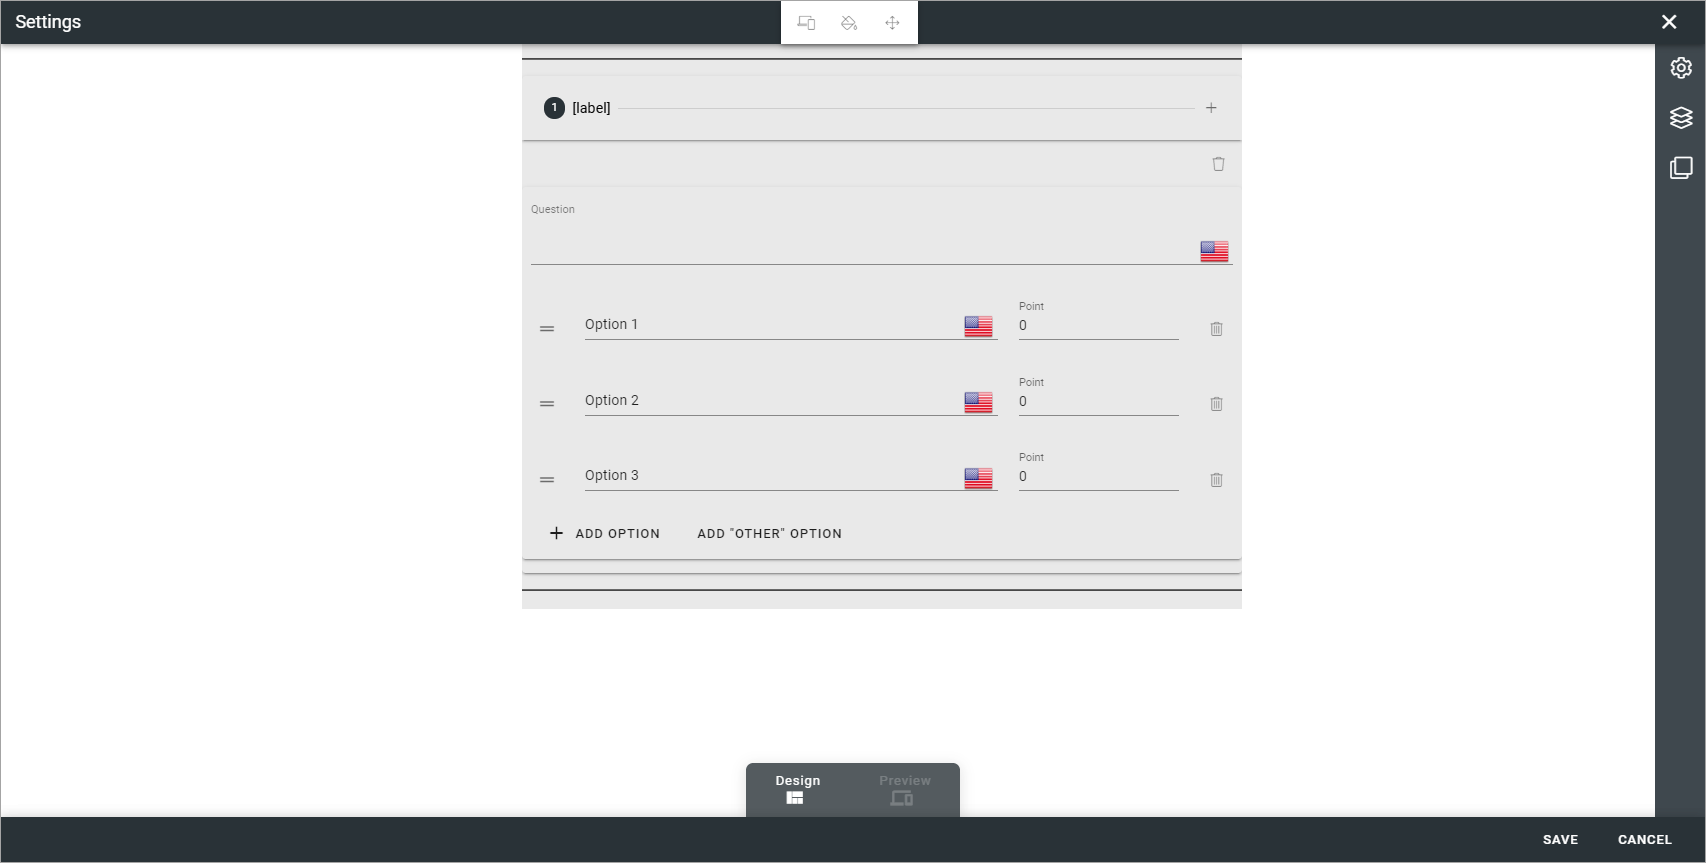 Settings
1 [label]
Question
Point
Option 1 0
Point
Option 2 0
Point
Option 3 0
ADD OPTION ADD "OTHER" OPTION
Design Preview
SAVE CANCEL